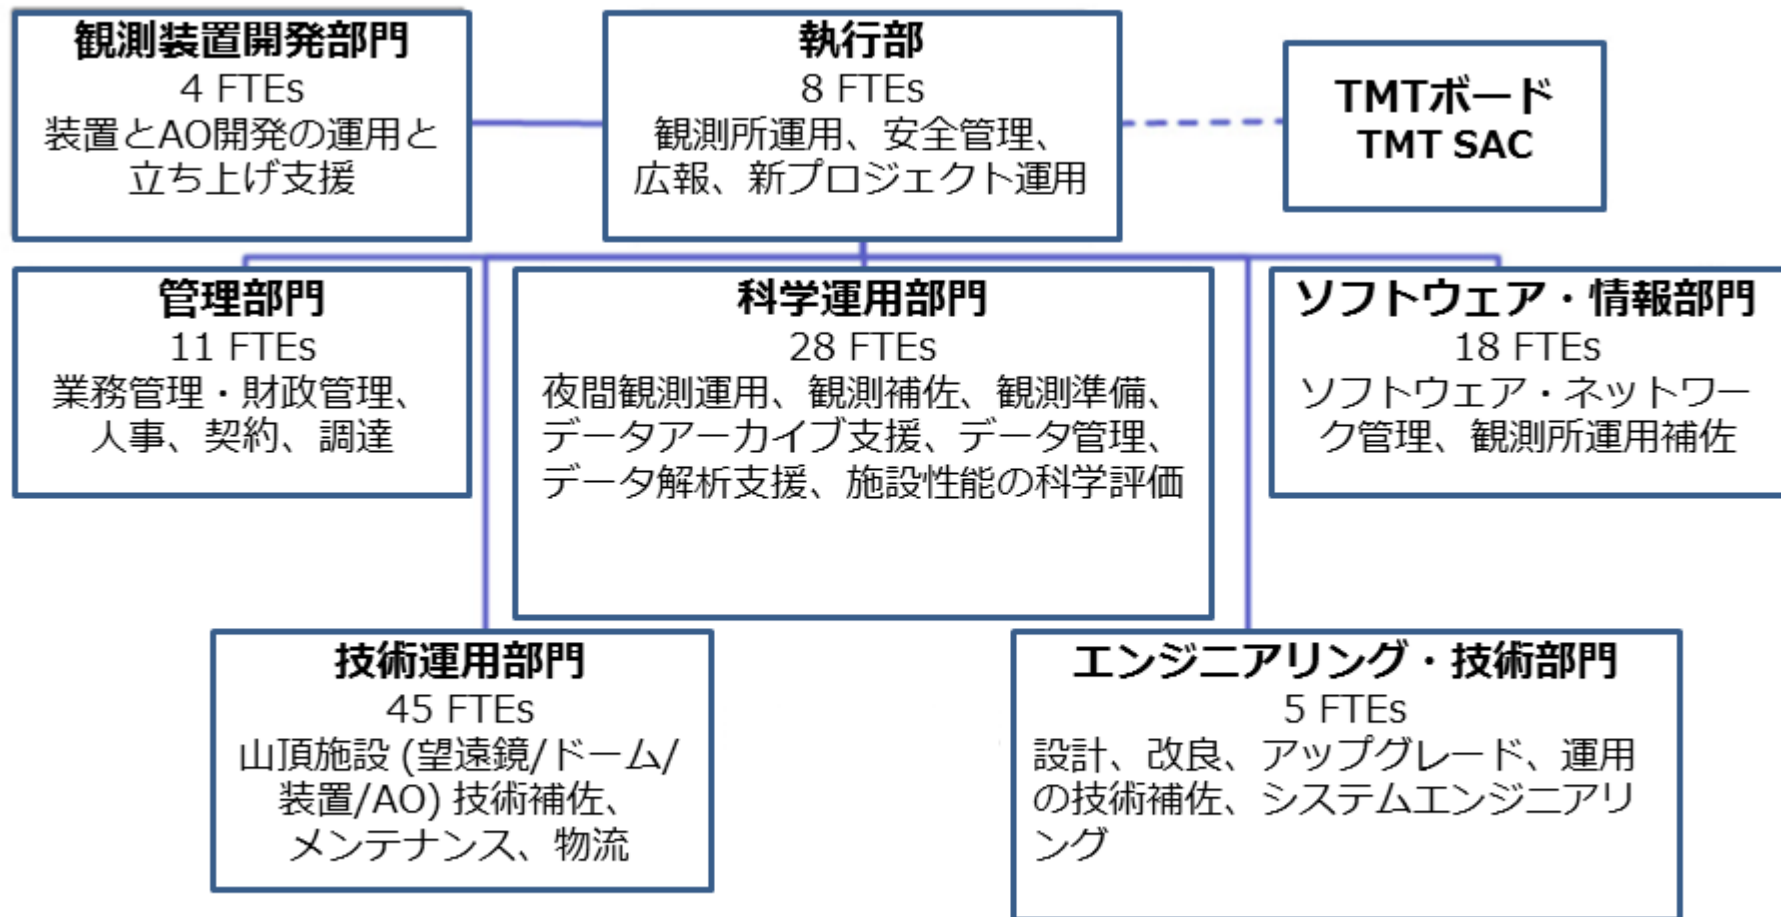 観測装置開発部門
4 FTEs
装置とAO開発の運用と
立ち上げ支援
執行部
8 FTEs
観測所運用、安全管理、
広報、新プロジェクト運用
TMTボード
TMT SAC
管理部門
11 FTEs
業務管理・財政管理、
人事、契約、調達
科学運用部門
28 FTEs
夜間観測運用、観測補佐、観測準備、
データアーカイブ支援、データ管理、
データ解析支援、施設性能の科学評価
ソフトウェア・情報部門
18 FTEs
ソフトウェア・ネットワー
ク管理、観測所運用補佐
技術運用部門
45 FTEs
山頂施設 (望遠鏡/ドーム/
装置/AO) 技術補佐、
メンテナンス、物流
エンジニアリング・技術部門
5 FTEs
設計、改良、アップグレード、運用
の技術補佐、システムエンジニアリ
ング